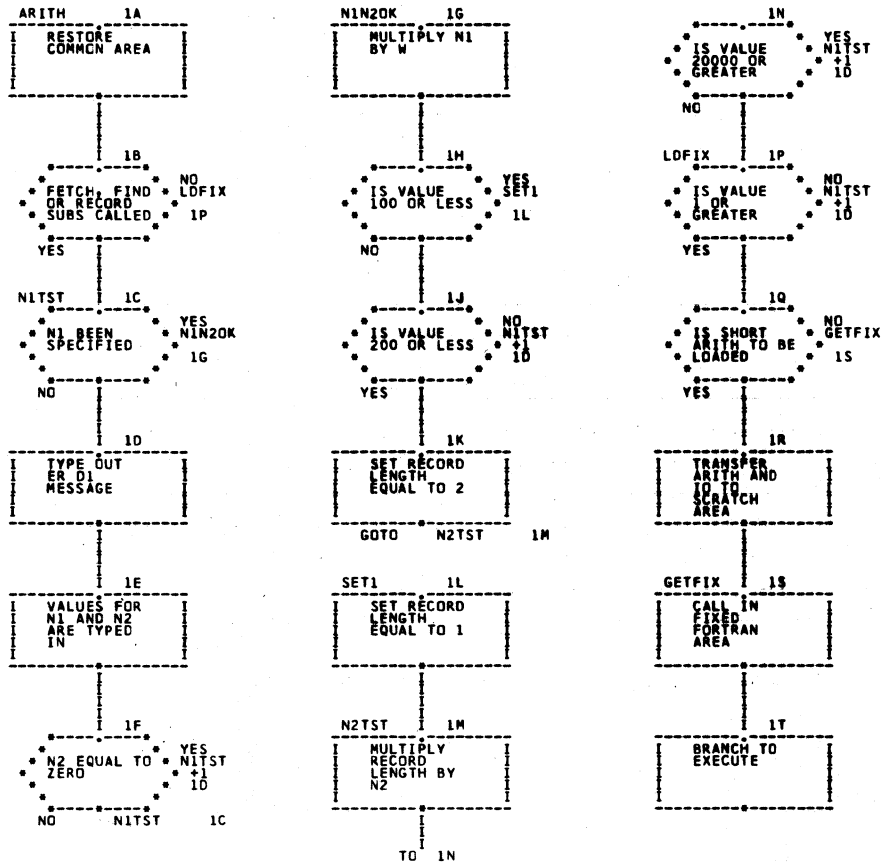 ARITH 1A
RESTORE
COMMON AREA
1B
FETCH, FIND
OR RECORD
SUBS CALLED
NO
LDFIX
1P
YES
N1TST 1C
N1 BEEN
SPECIFIED
YES
N1N2OK
1G
NO
1D
TYPE OUT
ER D1
MESSAGE
1E
VALUES FOR
N1 AND N2
ARE TYPED
IN
1F
N2 EQUAL TO
ZERO
YES
N1TST
+1
1D
NO N1TST 1C
N1N2OK 1G
MULTIPLY N1
BY W
1H
IS VALUE
100 OR LESS
YES
SET1
1L
NO
1J
IS VALUE
200 OR LESS
NO
N1TST
+1
1D
YES
1K
SET RECORD
LENGTH
EQUAL TO 2
GOTO N2TST 1M
SET1 1L
SET RECORD
LENGTH
EQUAL TO 1
N2TST 1M
MULTIPLY
RECORD
LENGTH BY
N2
TO 1N
1N
IS VALUE
20000 OR
GREATER
YES
N1TST
+1
1D
NO
LDFIX 1P
IS VALUE
1 OR
GREATER
NO
N1TST
+1
1D
YES
1Q
IS SHORT
ARITH TO BE
LOADED
NO
GETFIX
1S
YES
1R
TRANSFER
ARITH AND
IO TO
SCRATCH
AREA
GETFIX 1S
CALL IN
FIXED
FORTRAN
AREA
1T
BRANCH TO
EXECUTE